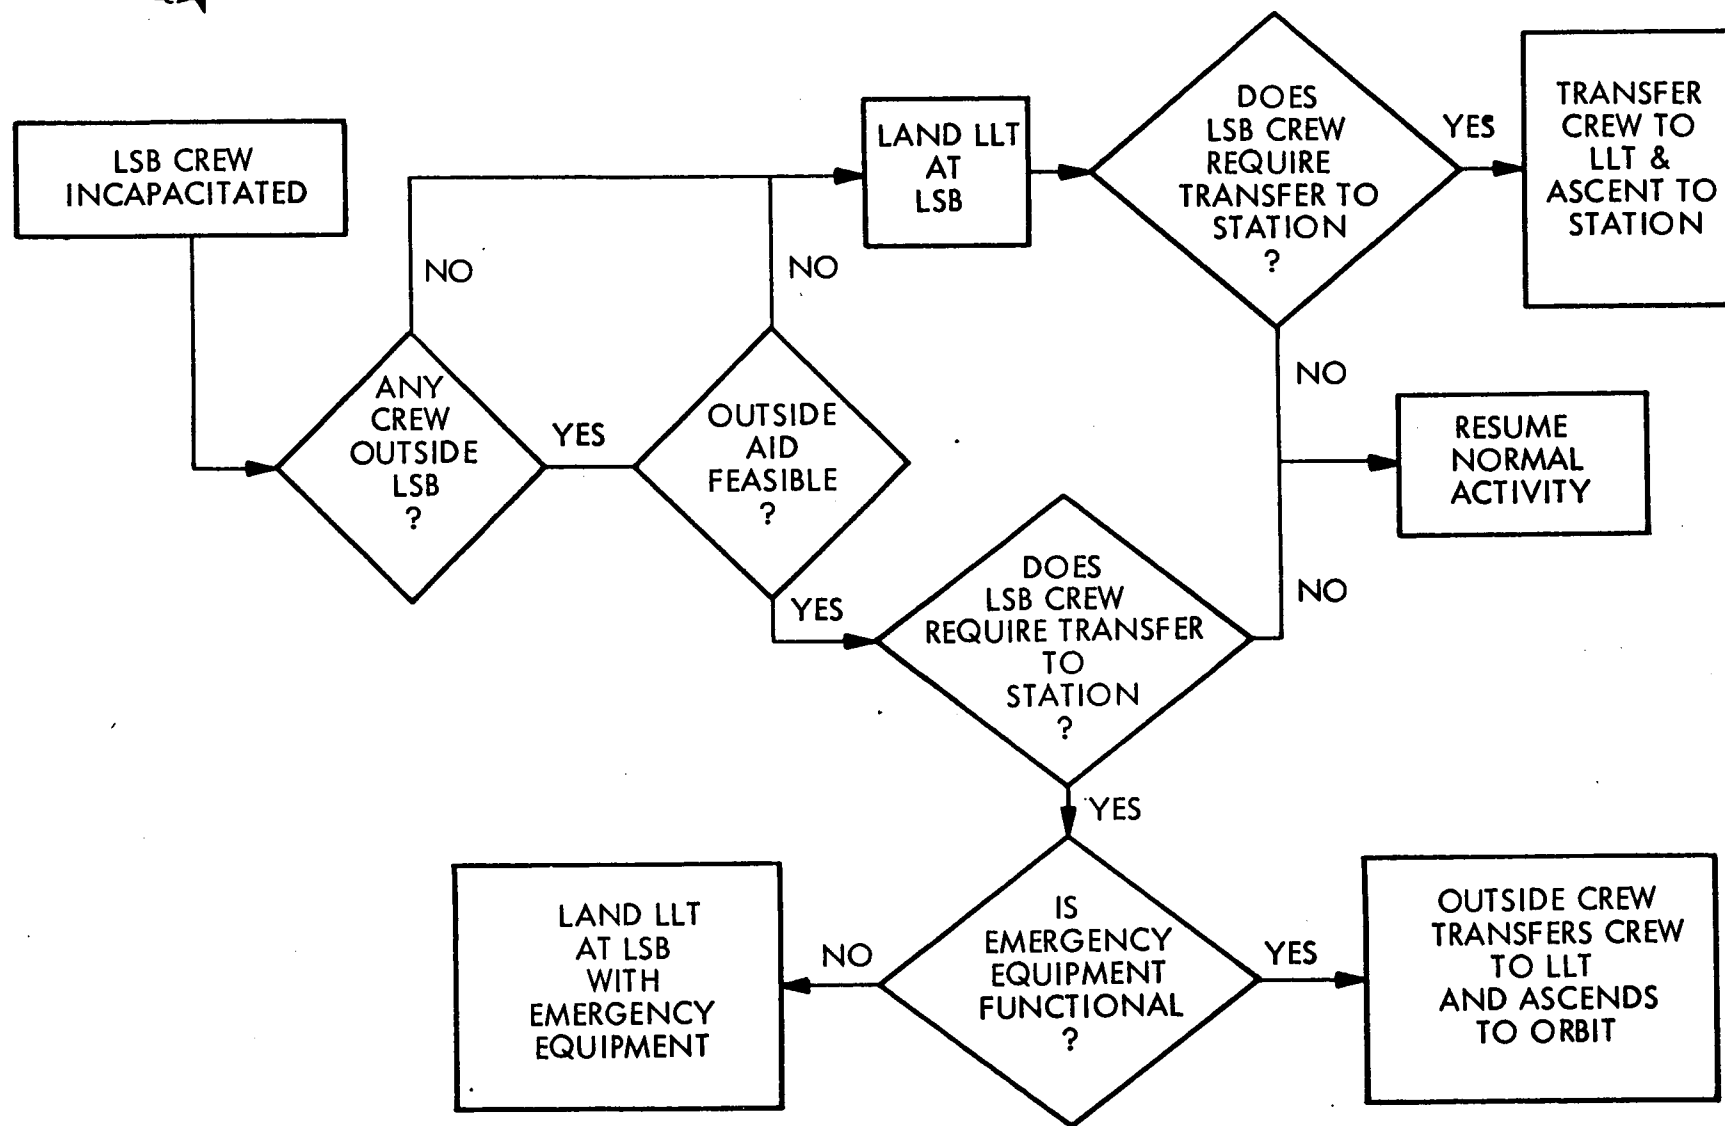 LSB CREW
INCAPACITATED
NO
ANY
CREW
OUTSIDE
LSB
?
YES
NO
OUTSIDE
AID
FEASIBLE
?
YES
LAND LLT
AT
LSB
DOES
LSB CREW
REQUIRE
TRANSFER TO
STATION
?
YES
TRANSFER
CREW TO
LLT &
ASCENT TO
STATION
NO
RESUME
NORMAL
ACTIVITY
NO
DOES
LSB CREW
REQUIRE TRANSFER
TO
STATION
?
YES
IS
EMERGENCY
EQUIPMENT
FUNCTIONAL
?
NO
LAND LLT
AT LSB
WITH
EMERGENCY
EQUIPMENT
YES
OUTSIDE CREW
TRANSFERS CREW
TO LLT
AND ASCENDS
TO ORBIT